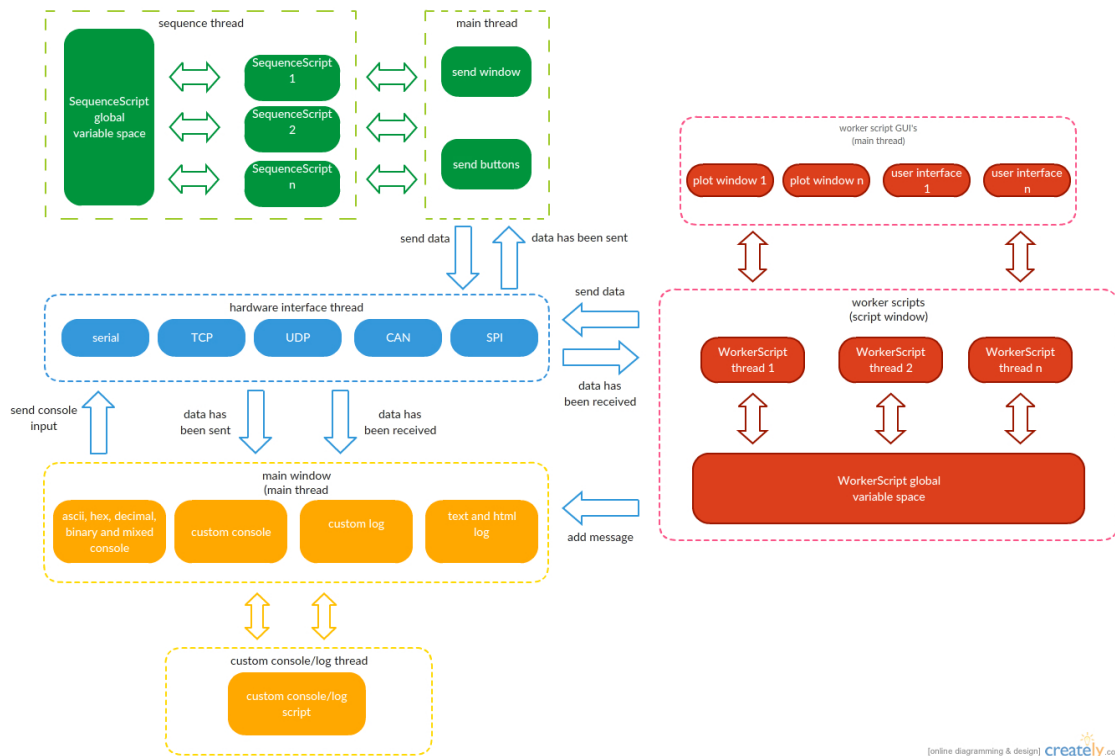 sequence thread
SequenceScript
global
variable space
SequenceScript
1
SequenceScript
2
SequenceScript
n
main thread
send window
send buttons
worker script GUI's
(main thread)
plot window 1
plot window n
user interface
1
user interface
n
send data
data has been sent
hardware interface thread
serial
TCP
UDP
CAN
SPI
send data
data has
been received
worker scripts
(script window)
WorkerScript
thread 1
WorkerScript
thread 2
WorkerScript
thread n
WorkerScript global
variable space
send console
input
data has
been sent
data has
been received
main window
(main thread
ascii, hex, decimal,
binary and mixed
console
custom console
custom log
text and html
log
add message
custom console/log thread
custom console/log
script
[online diagramming & design] creately.co